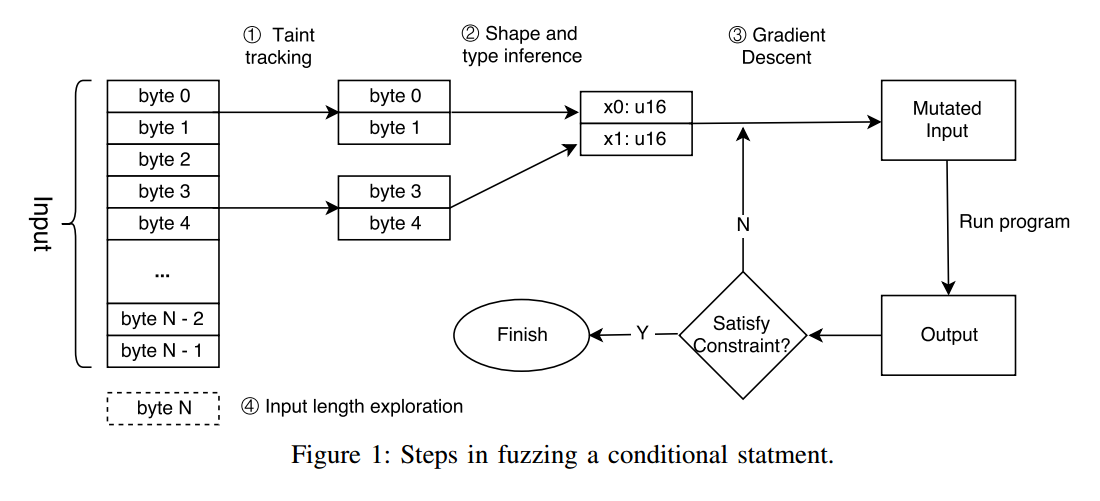 ① Taint
tracking
② Shape and
type inference
③ Gradient
Descent
Input
byte 0
byte 1
byte 2
byte 3
byte 4
...
byte N - 2
byte N - 1
byte N
④ Input length exploration
byte 0
byte 1
byte 3
byte 4
x0: u16
x1: u16
Mutated
Input
Run program
Output
Satisfy
Constraint?
N
Y
Finish
Figure 1: Steps in fuzzing a conditional statment.